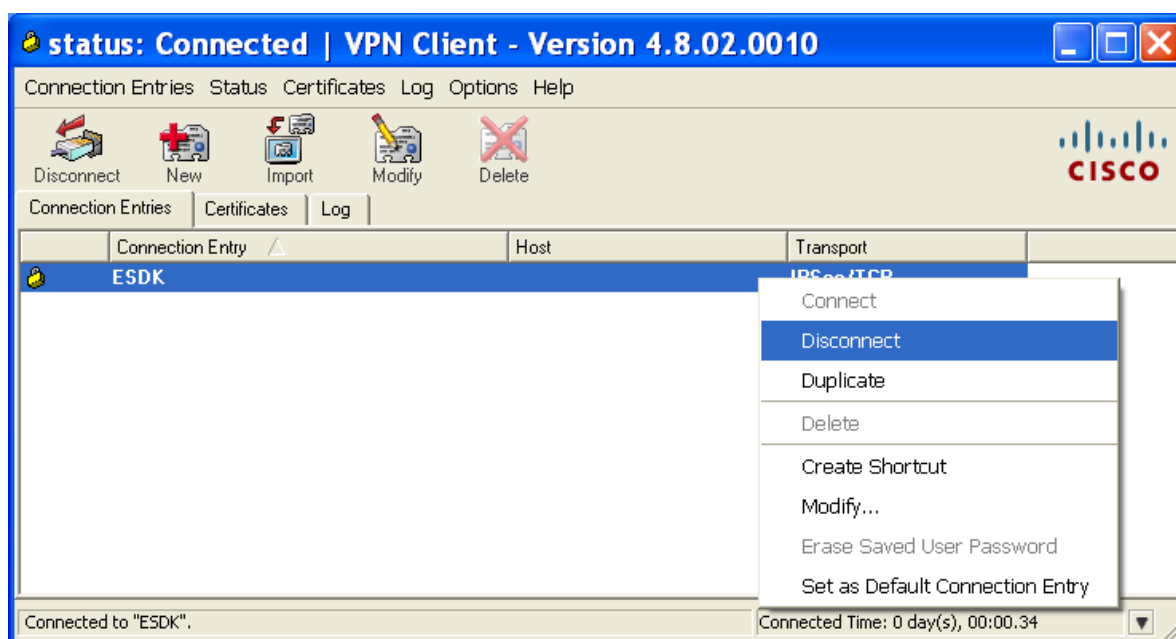 status: Connected | VPN Client - Version 4.8.02.0010
Connection Entries Status Certificates Log Options Help
Disconnect New Import Modify Delete
CISCO
Connection Entries Certificates Log
Connection Entry Host Transport
ESDK IPSec/TCP
Connect
Disconnect
Duplicate
Delete
Create Shortcut
Modify...
Erase Saved User Password
Set as Default Connection Entry
Connected to "ESDK". Connected Time: 0 day(s), 00:00.34